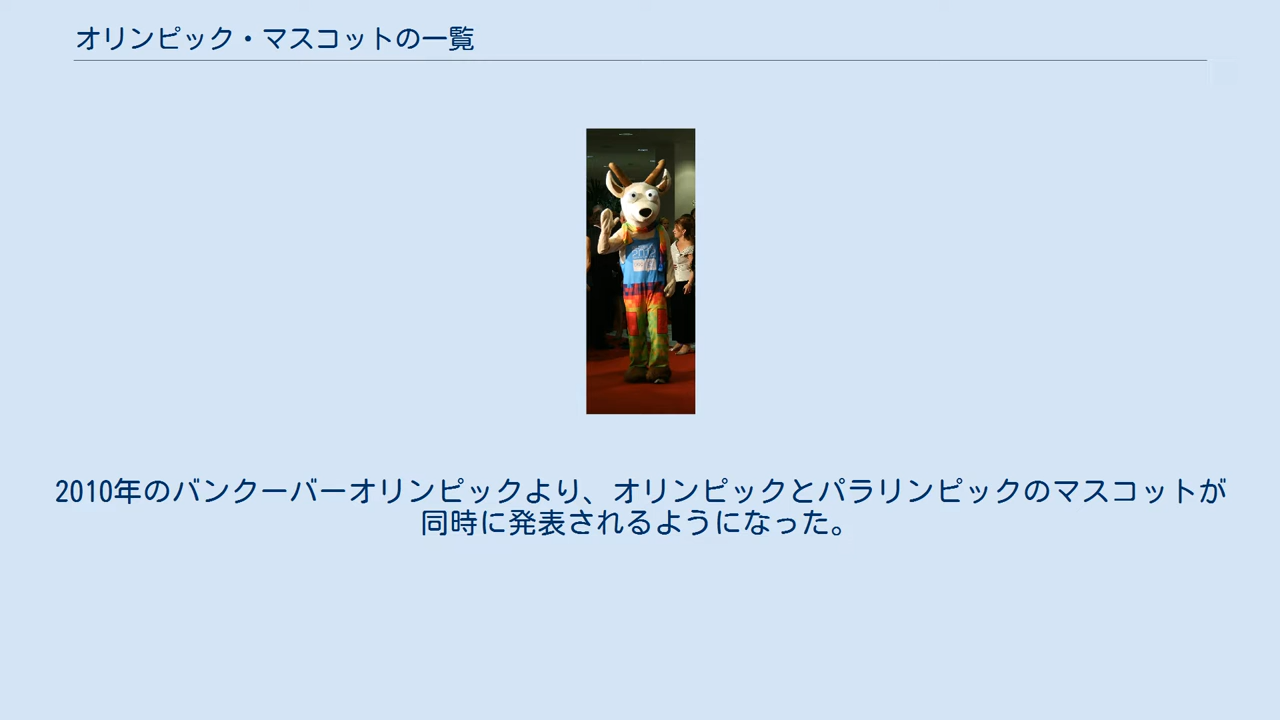 オリンピック・マスコットの一覧
2010年のバンクーバーオリンピックより、オリンピックとパラリンピックのマスコットが
同時に発表されるようになった。